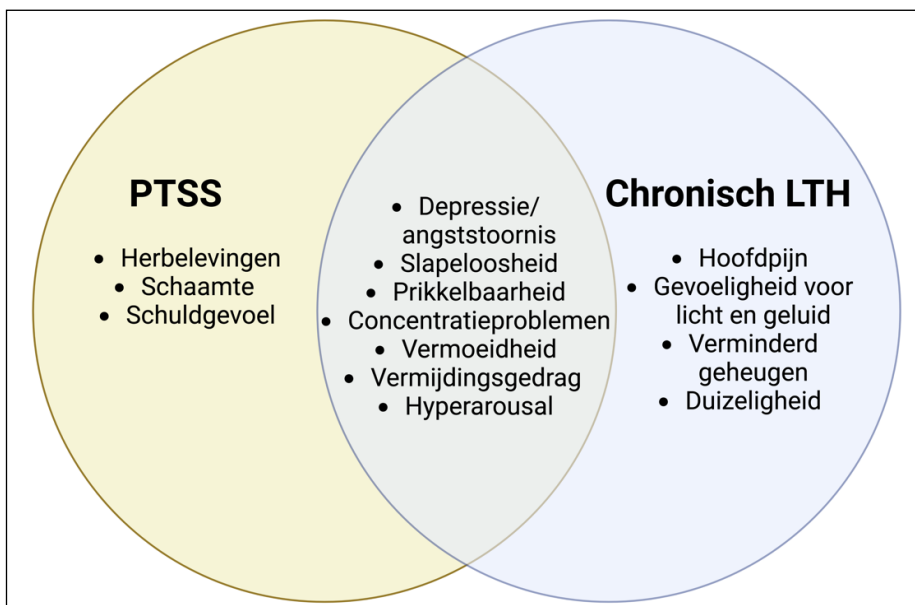 PTSS
• Herbelevingen
• Schaamte
• Schuldgevoel
• Depressie/
angststoornis
• Slapeloosheid
• Prikkelbaarheid
• Concentratieproblemen
• Vermoeidheid
• Vermijdingsgedrag
• Hyperarousal
Chronisch LTH
• Hoofdpijn
• Gevoeligheid voor
licht en geluid
• Verminderd
geheugen
• Duizeligheid